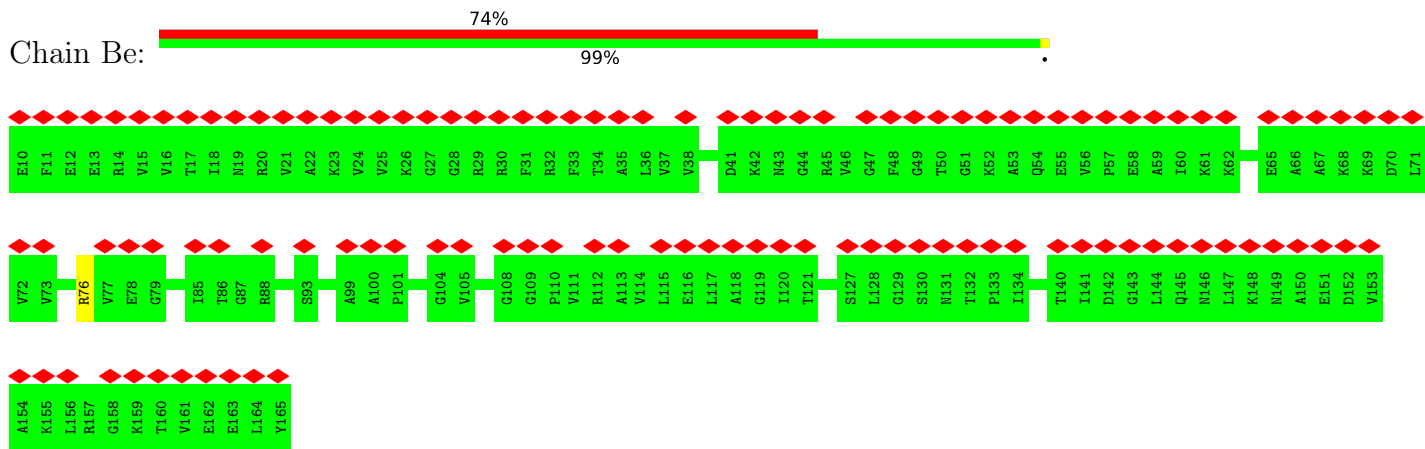 74%
Chain Be:
99%
.
E10 F11 E12 E13 R14 V15 V16 T17 I18 N19 R20 V21 A22 K23 V24 V25 K26 G27 G28 R29 R30 F31 R32 F33 T34 A35 L36 V37 V38 D41 K42 N43 G44 R45 V46 G47 F48 G49 T50 G51 K52 A53 Q54 E55 V56 P57 E58 A59 I60 K61 K62 E65 A66 A67 K68 K69 D70 L71
V72 V73 R76 V77 E78 G79 I85 T86 G87 R88 S93 A99 A100 P101 G104 V105 G108 G109 P110 V111 R112 A113 V114 L115 E116 L117 A118 G119 I120 T121 S127 L128 G129 S130 N131 T132 P133 I134 T140 I141 D142 G143 L144 Q145 N146 L147 K148 N149 A150 E151 D152 V153
A154 K155 L156 R157 G158 K159 T160 V161 E162 E163 L164 Y165